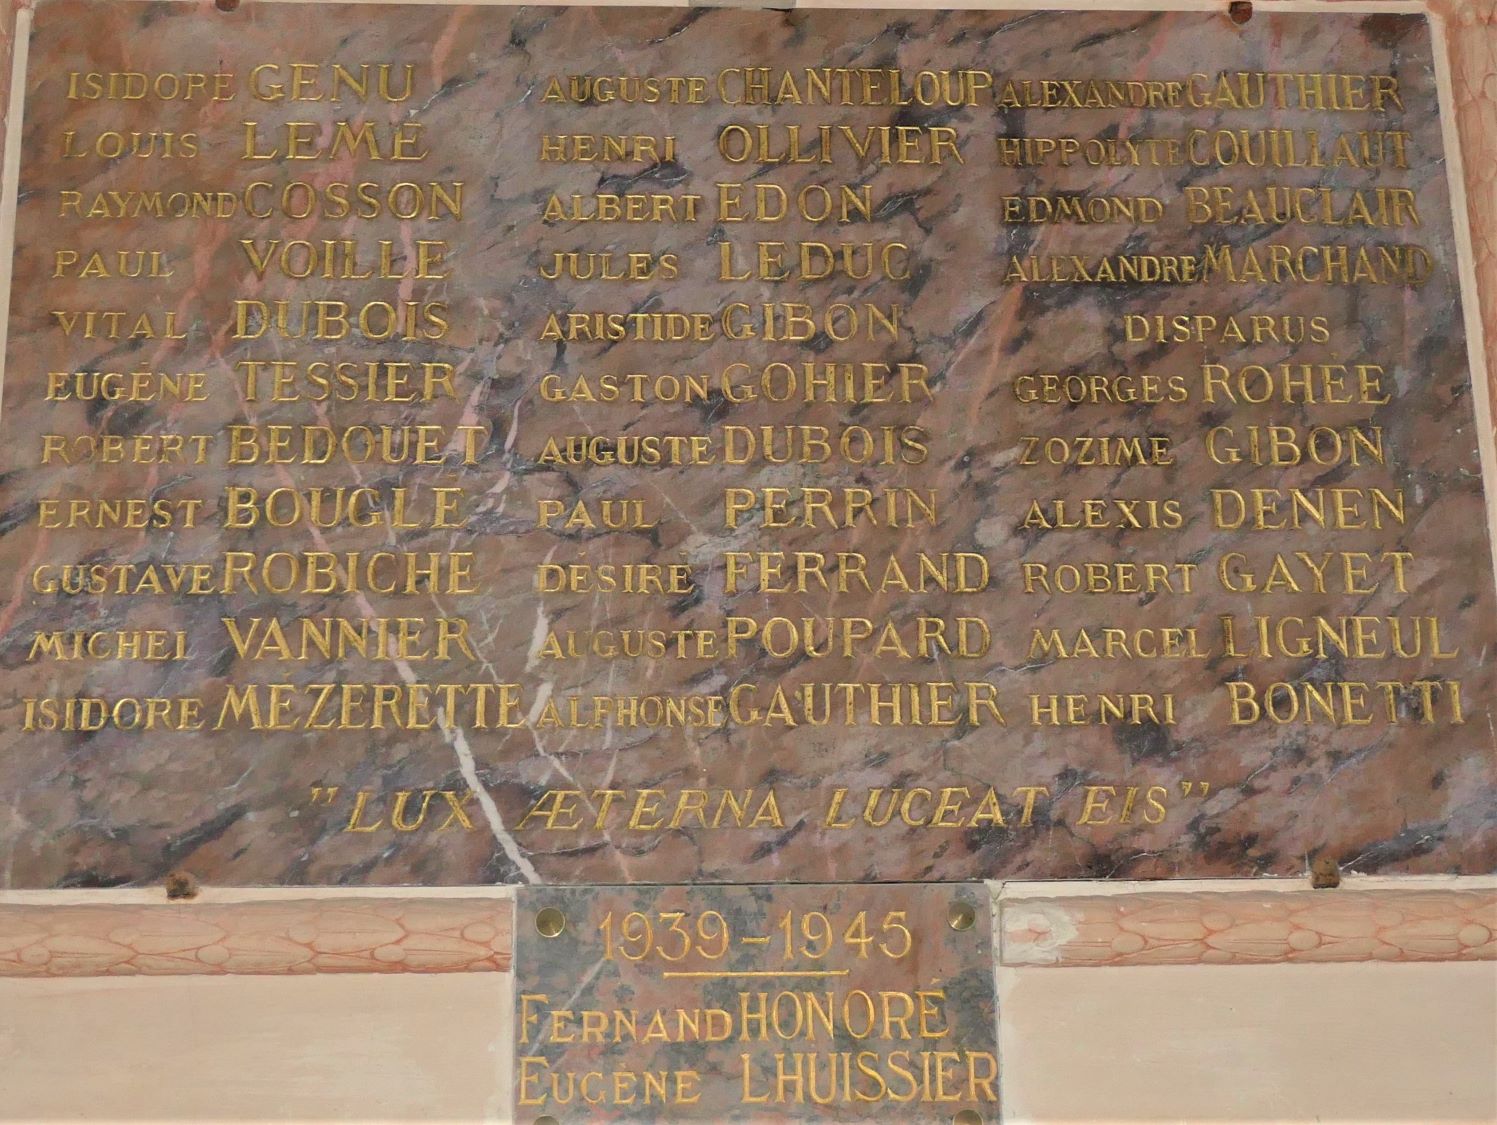 ISIDORE GENU
LOUIS LEME
RAYMOND COSSON
PAUL VOILLE
VITAL DUBOIS
EUGÈNE TESSIER
ROBERT BEDOUET
ERNEST BOUGLÉ
GUSTAVE ROBICHE
MICHEL VANNIER
ISIDORE MÉZERETTE
AUGUSTE CHANTELOUP
HENRI OLLIVIER
ALBERT EDON
JULES LEDUC
ARISTIDE GIBON
GASTON GOHIER
AUGUSTE DUBOIS
PAUL PERRIN
DÉSIRÉ FERRAND
AUGUSTE POUPARD
ALPHONSE GAUTHIER
ALEXANDRE GAUTHIER
HIPPOLYTE COUILLAUT
EDMOND BEAUCLAIR
ALEXANDRE MARCHAND
DISPARUS
GEORGES ROHÉE
ZOZIME GIBON
ALEXIS DENEN
ROBERT GAYET
MARCEL LIGNEUL
HENRI BONETTI
"LUX ÆTERNA LUCEAT EIS"
1939-1945
FERNAND HONORÉ
EUGÈNE LHUISSIER